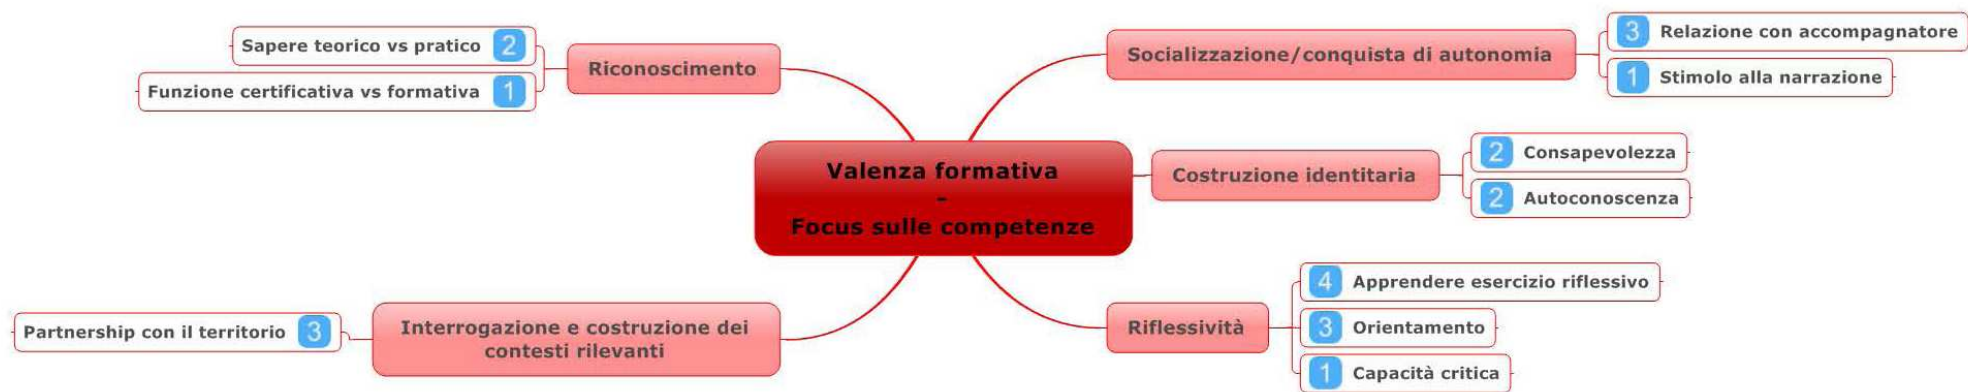 Sapere teorico vs pratico 2
Funzione certificativa vs formativa 1
Riconoscimento
Partnership con il territorio 3
Interrogazione e costruzione dei
contesti rilevanti
Valenza formativa
-
Focus sulle competenze
Socializzazione/conquista di autonomia
3 Relazione con accompagnatore
1 Stimolo alla narrazione
Costruzione identitaria
2 Consapevolezza
2 Autoconoscenza
Riflessività
4 Apprendere esercizio riflessivo
3 Orientamento
1 Capacità critica